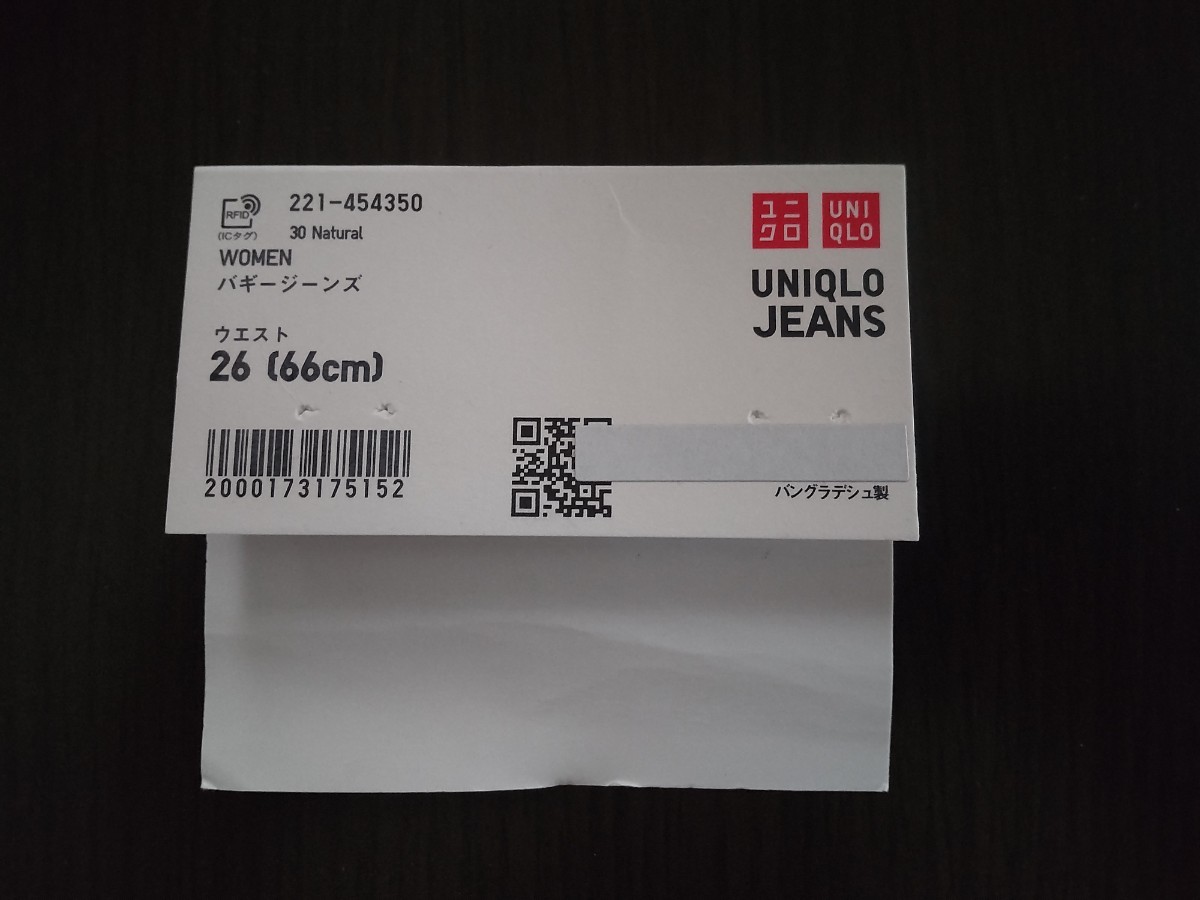 RFID
(ICタグ)
221-454350
30 Natural
WOMEN
バギージーンズ
ウエスト
26 (66cm)
2000173175152
ユニ
クロ
UNI
QLO
UNIQLO
JEANS
バングラデシュ製